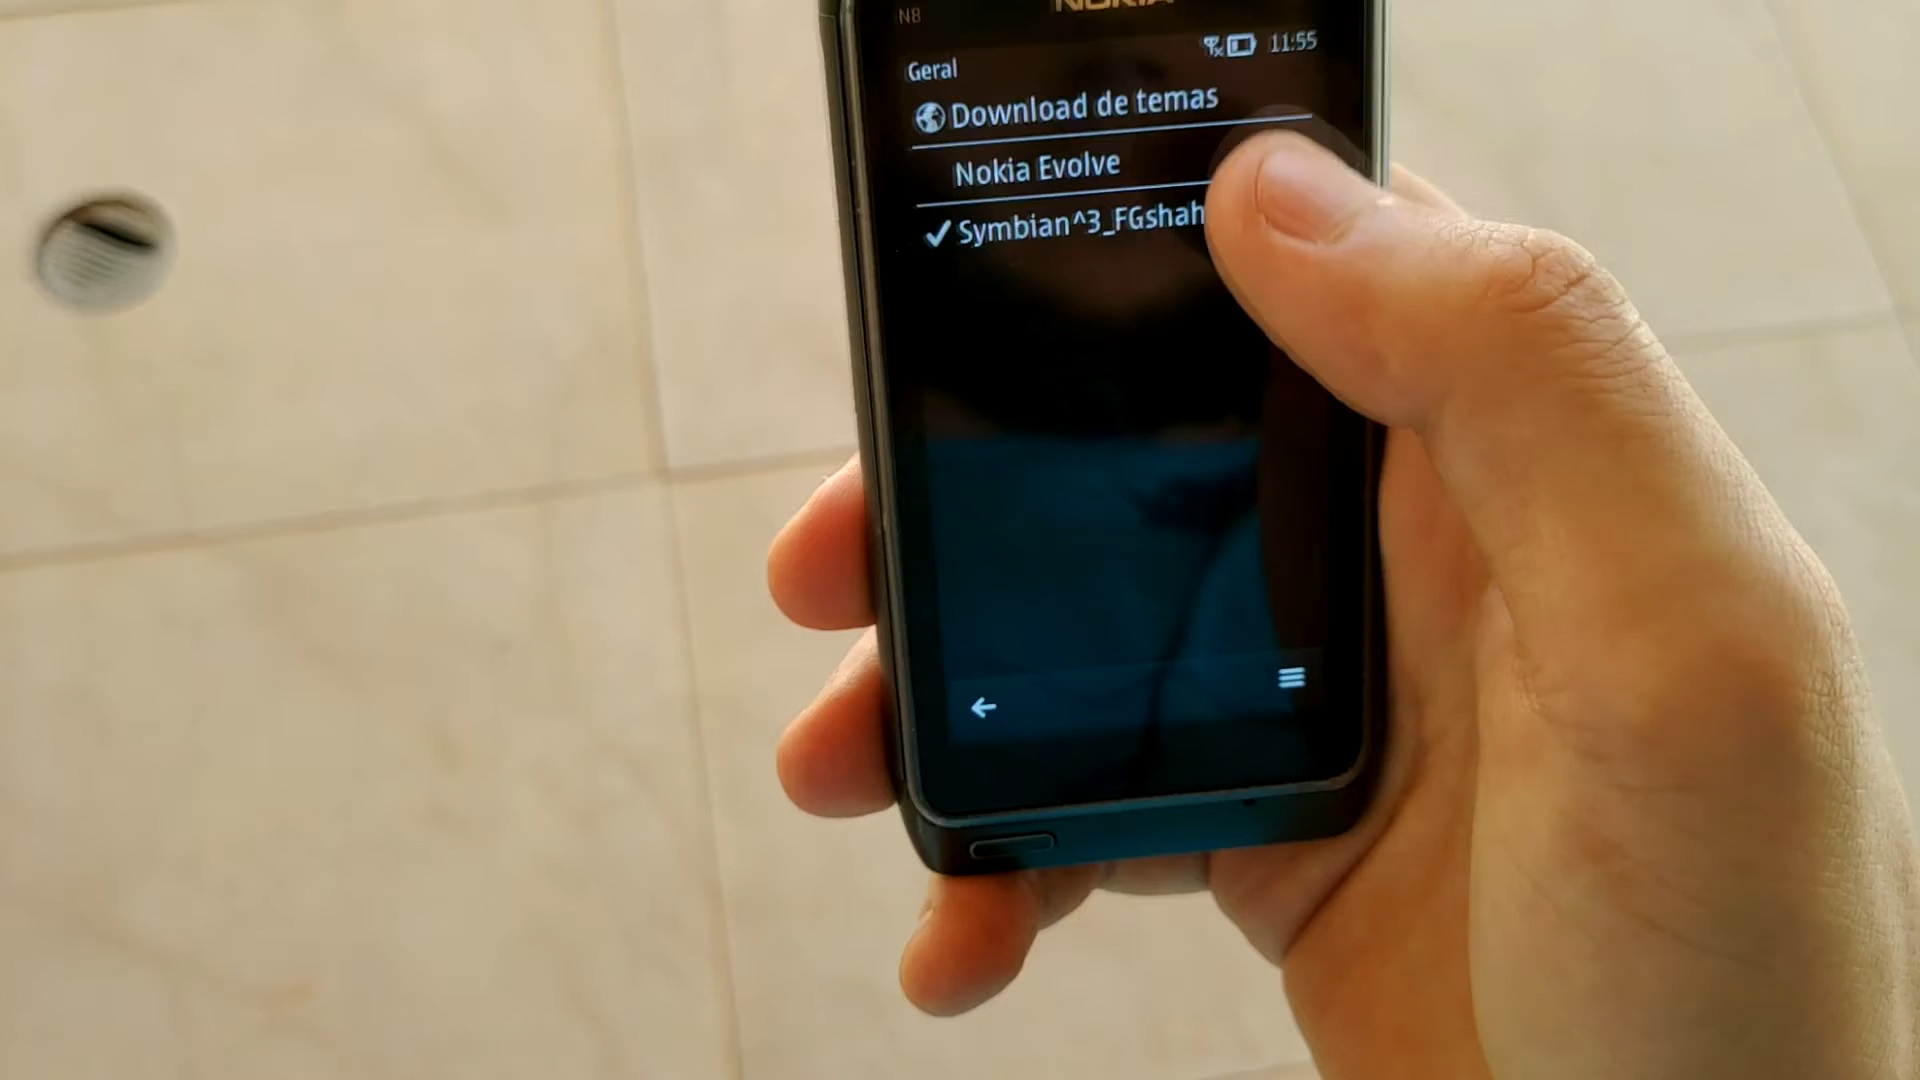 N8
NOKIA
11:55
Geral
Download de temas
Nokia Evolve
Symbian^3_FGshah